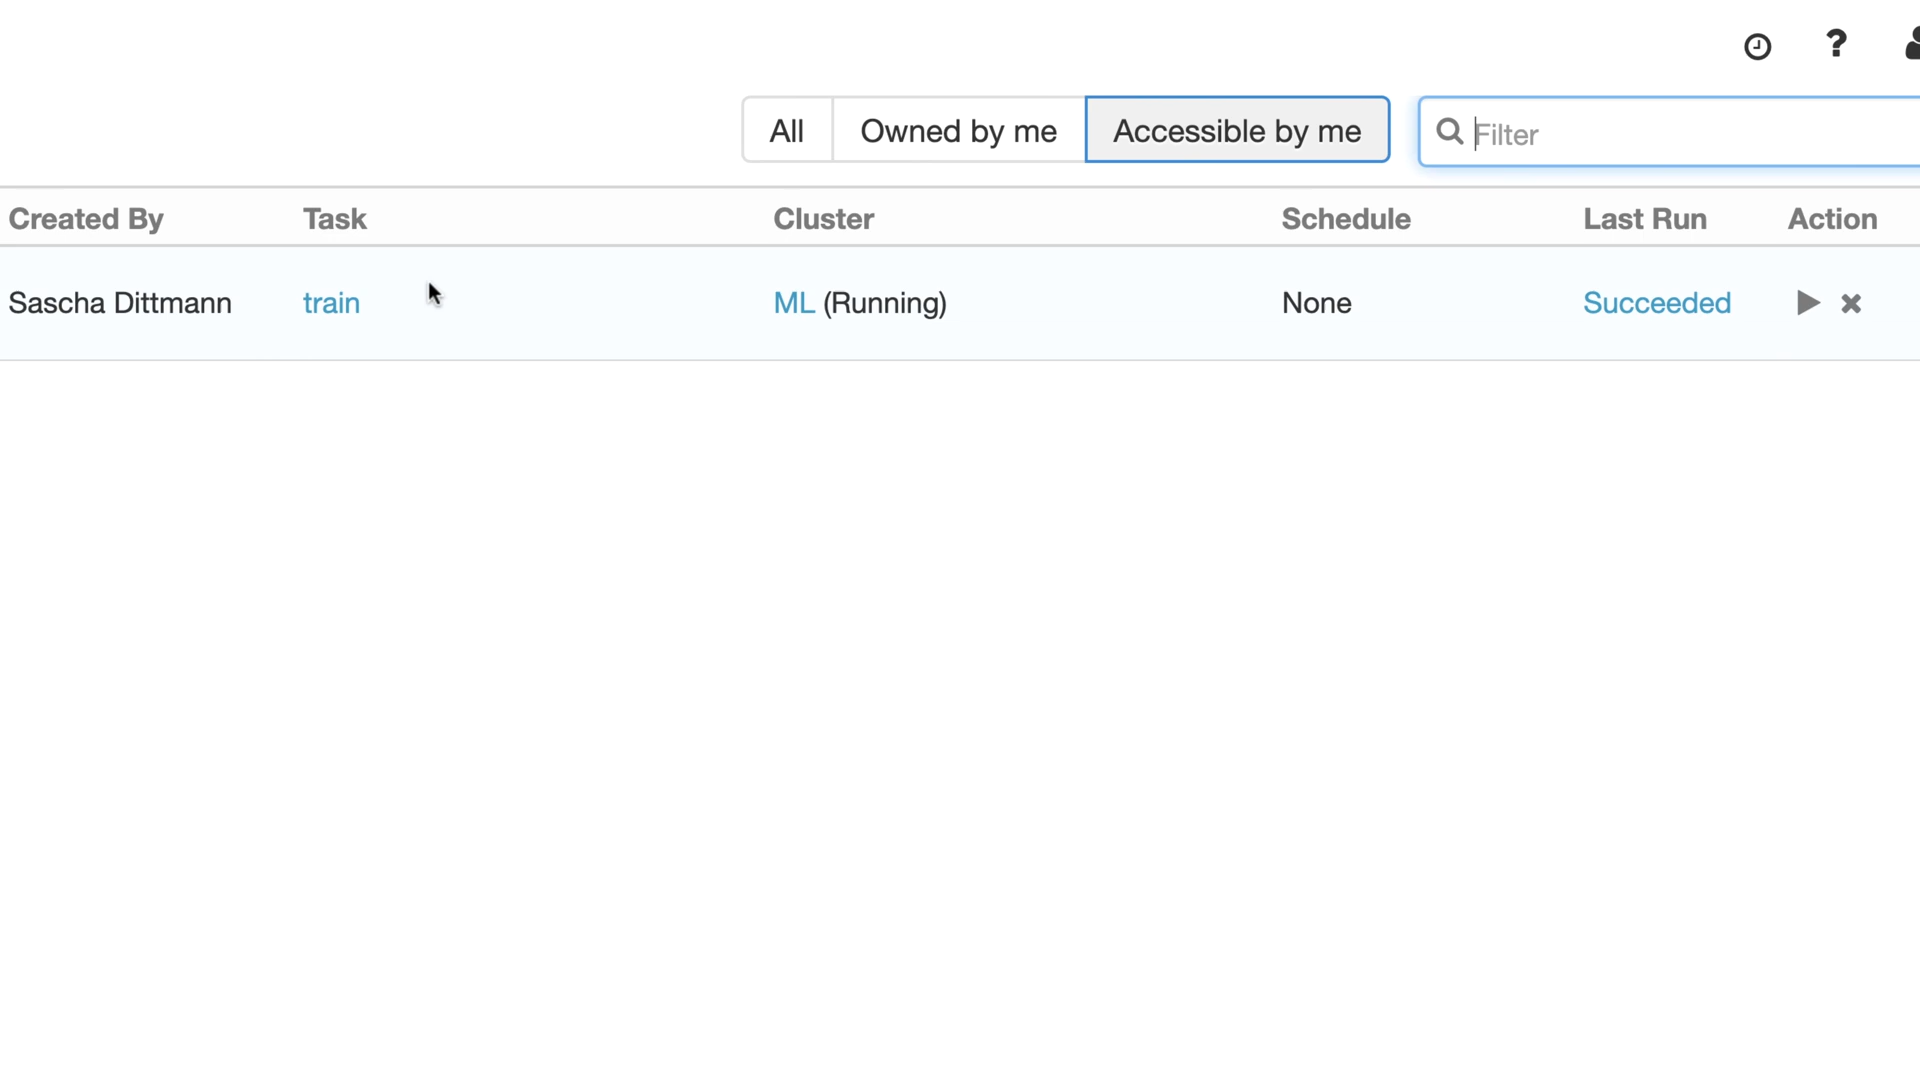 ?
All Owned by me Accessible by me Filter
Created By Task Cluster Schedule Last Run Action
Sascha Dittmann train ML (Running) None Succeeded